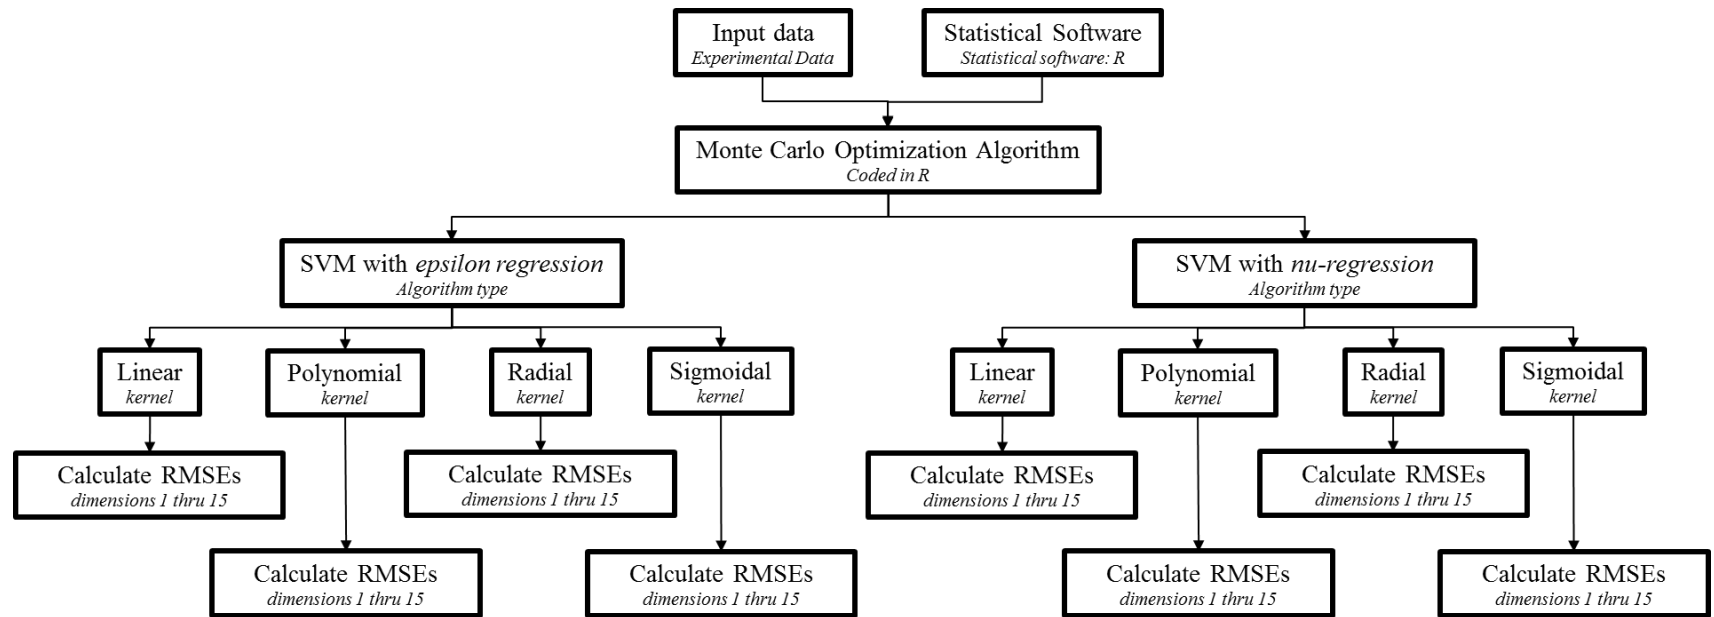 Input data
Experimental Data
Statistical Software
Statistical software: R
Monte Carlo Optimization Algorithm
Coded in R
SVM with epsilon regression
Algorithm type
SVM with nu-regression
Algorithm type
Linear
kernel
Polynomial
kernel
Radial
kernel
Sigmoidal
kernel
Linear
kernel
Polynomial
kernel
Radial
kernel
Sigmoidal
kernel
Calculate RMSEs
dimensions 1 thru 15
Calculate RMSEs
dimensions 1 thru 15
Calculate RMSEs
dimensions 1 thru 15
Calculate RMSEs
dimensions 1 thru 15
Calculate RMSEs
dimensions 1 thru 15
Calculate RMSEs
dimensions 1 thru 15
Calculate RMSEs
dimensions 1 thru 15
Calculate RMSEs
dimensions 1 thru 15